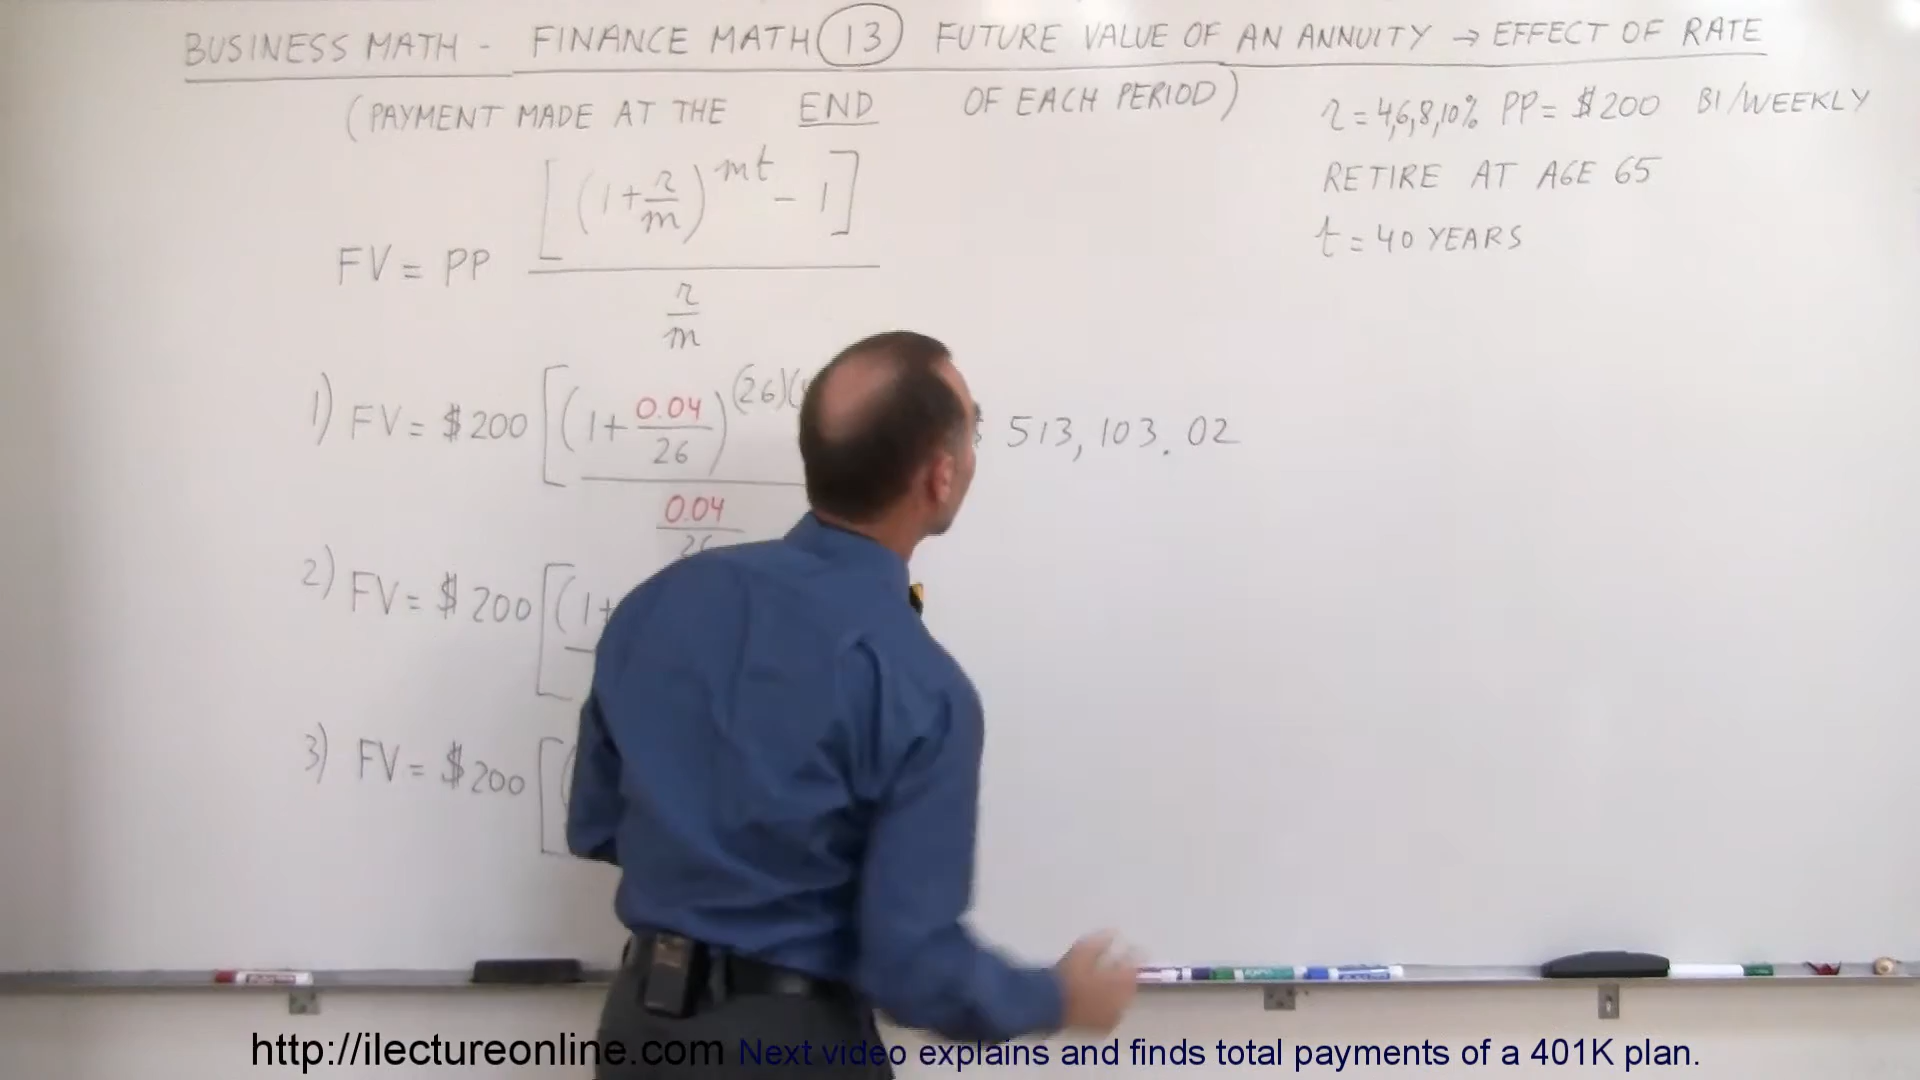 BUSINESS MATH - FINANCE MATH 13 FUTURE VALUE OF AN ANNUITY → EFFECT OF RATE
(PAYMENT MADE AT THE END OF EACH PERIOD)
r = 4,6,8,10% PP = $200 BI/WEEKLY
RETIRE AT AGE 65
t = 40 YEARS
FV = PP [(1 + r/m)^mt - 1] / (r/m)
1) FV = $200 [(1 + 0.04/26)^(26)( 0.04/26 $ 513,103.02
2) FV = $200 [(1+
3) FV = $200 [(
http://ilectureonline.com Next video explains and finds total payments of a 401K plan.